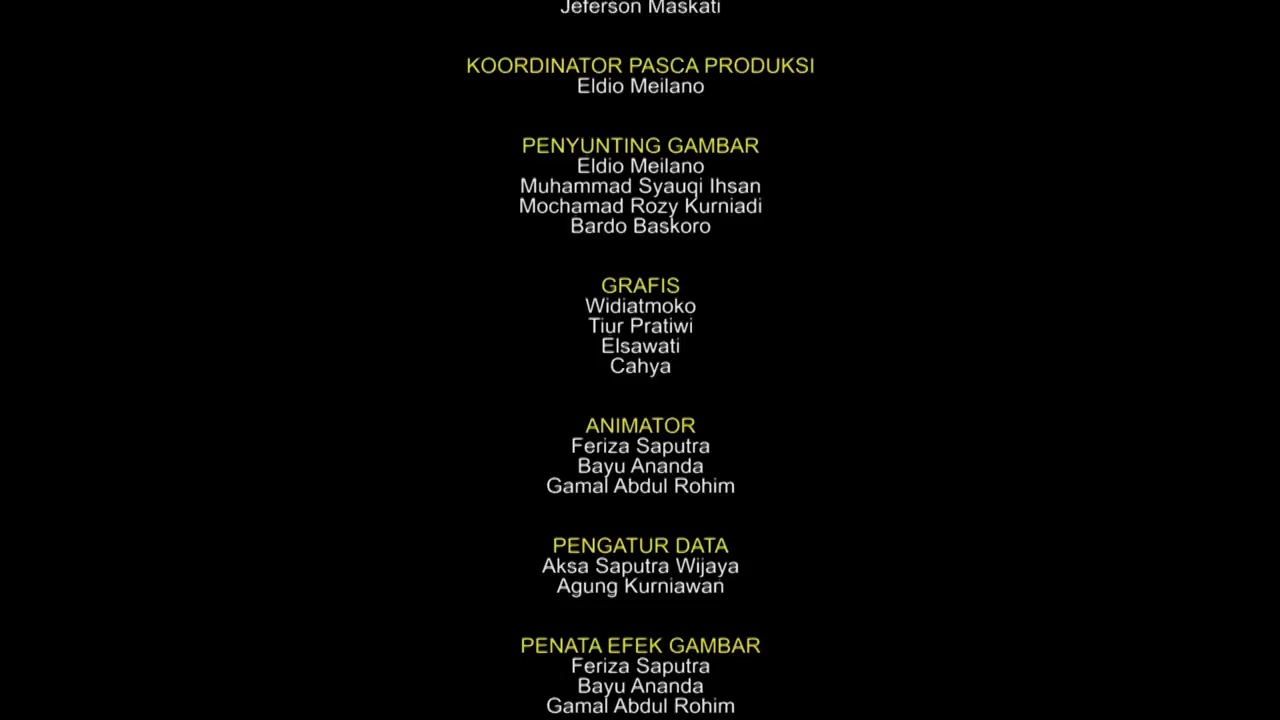 Jeferson Maskati
KOORDINATOR PASCA PRODUKSI
Eldio Meilano
PENYUNTING GAMBAR
Eldio Meilano
Muhammad Syauqi Ihsan
Mochamad Rozy Kurniadi
Bardo Baskoro
GRAFIS
Widiatmoko
Tiur Pratiwi
Elsawati
Cahya
ANIMATOR
Feriza Saputra
Bayu Ananda
Gamal Abdul Rohim
PENGATUR DATA
Aksa Saputra Wijaya
Agung Kurniawan
PENATA EFEK GAMBAR
Feriza Saputra
Bayu Ananda
Gamal Abdul Rohim